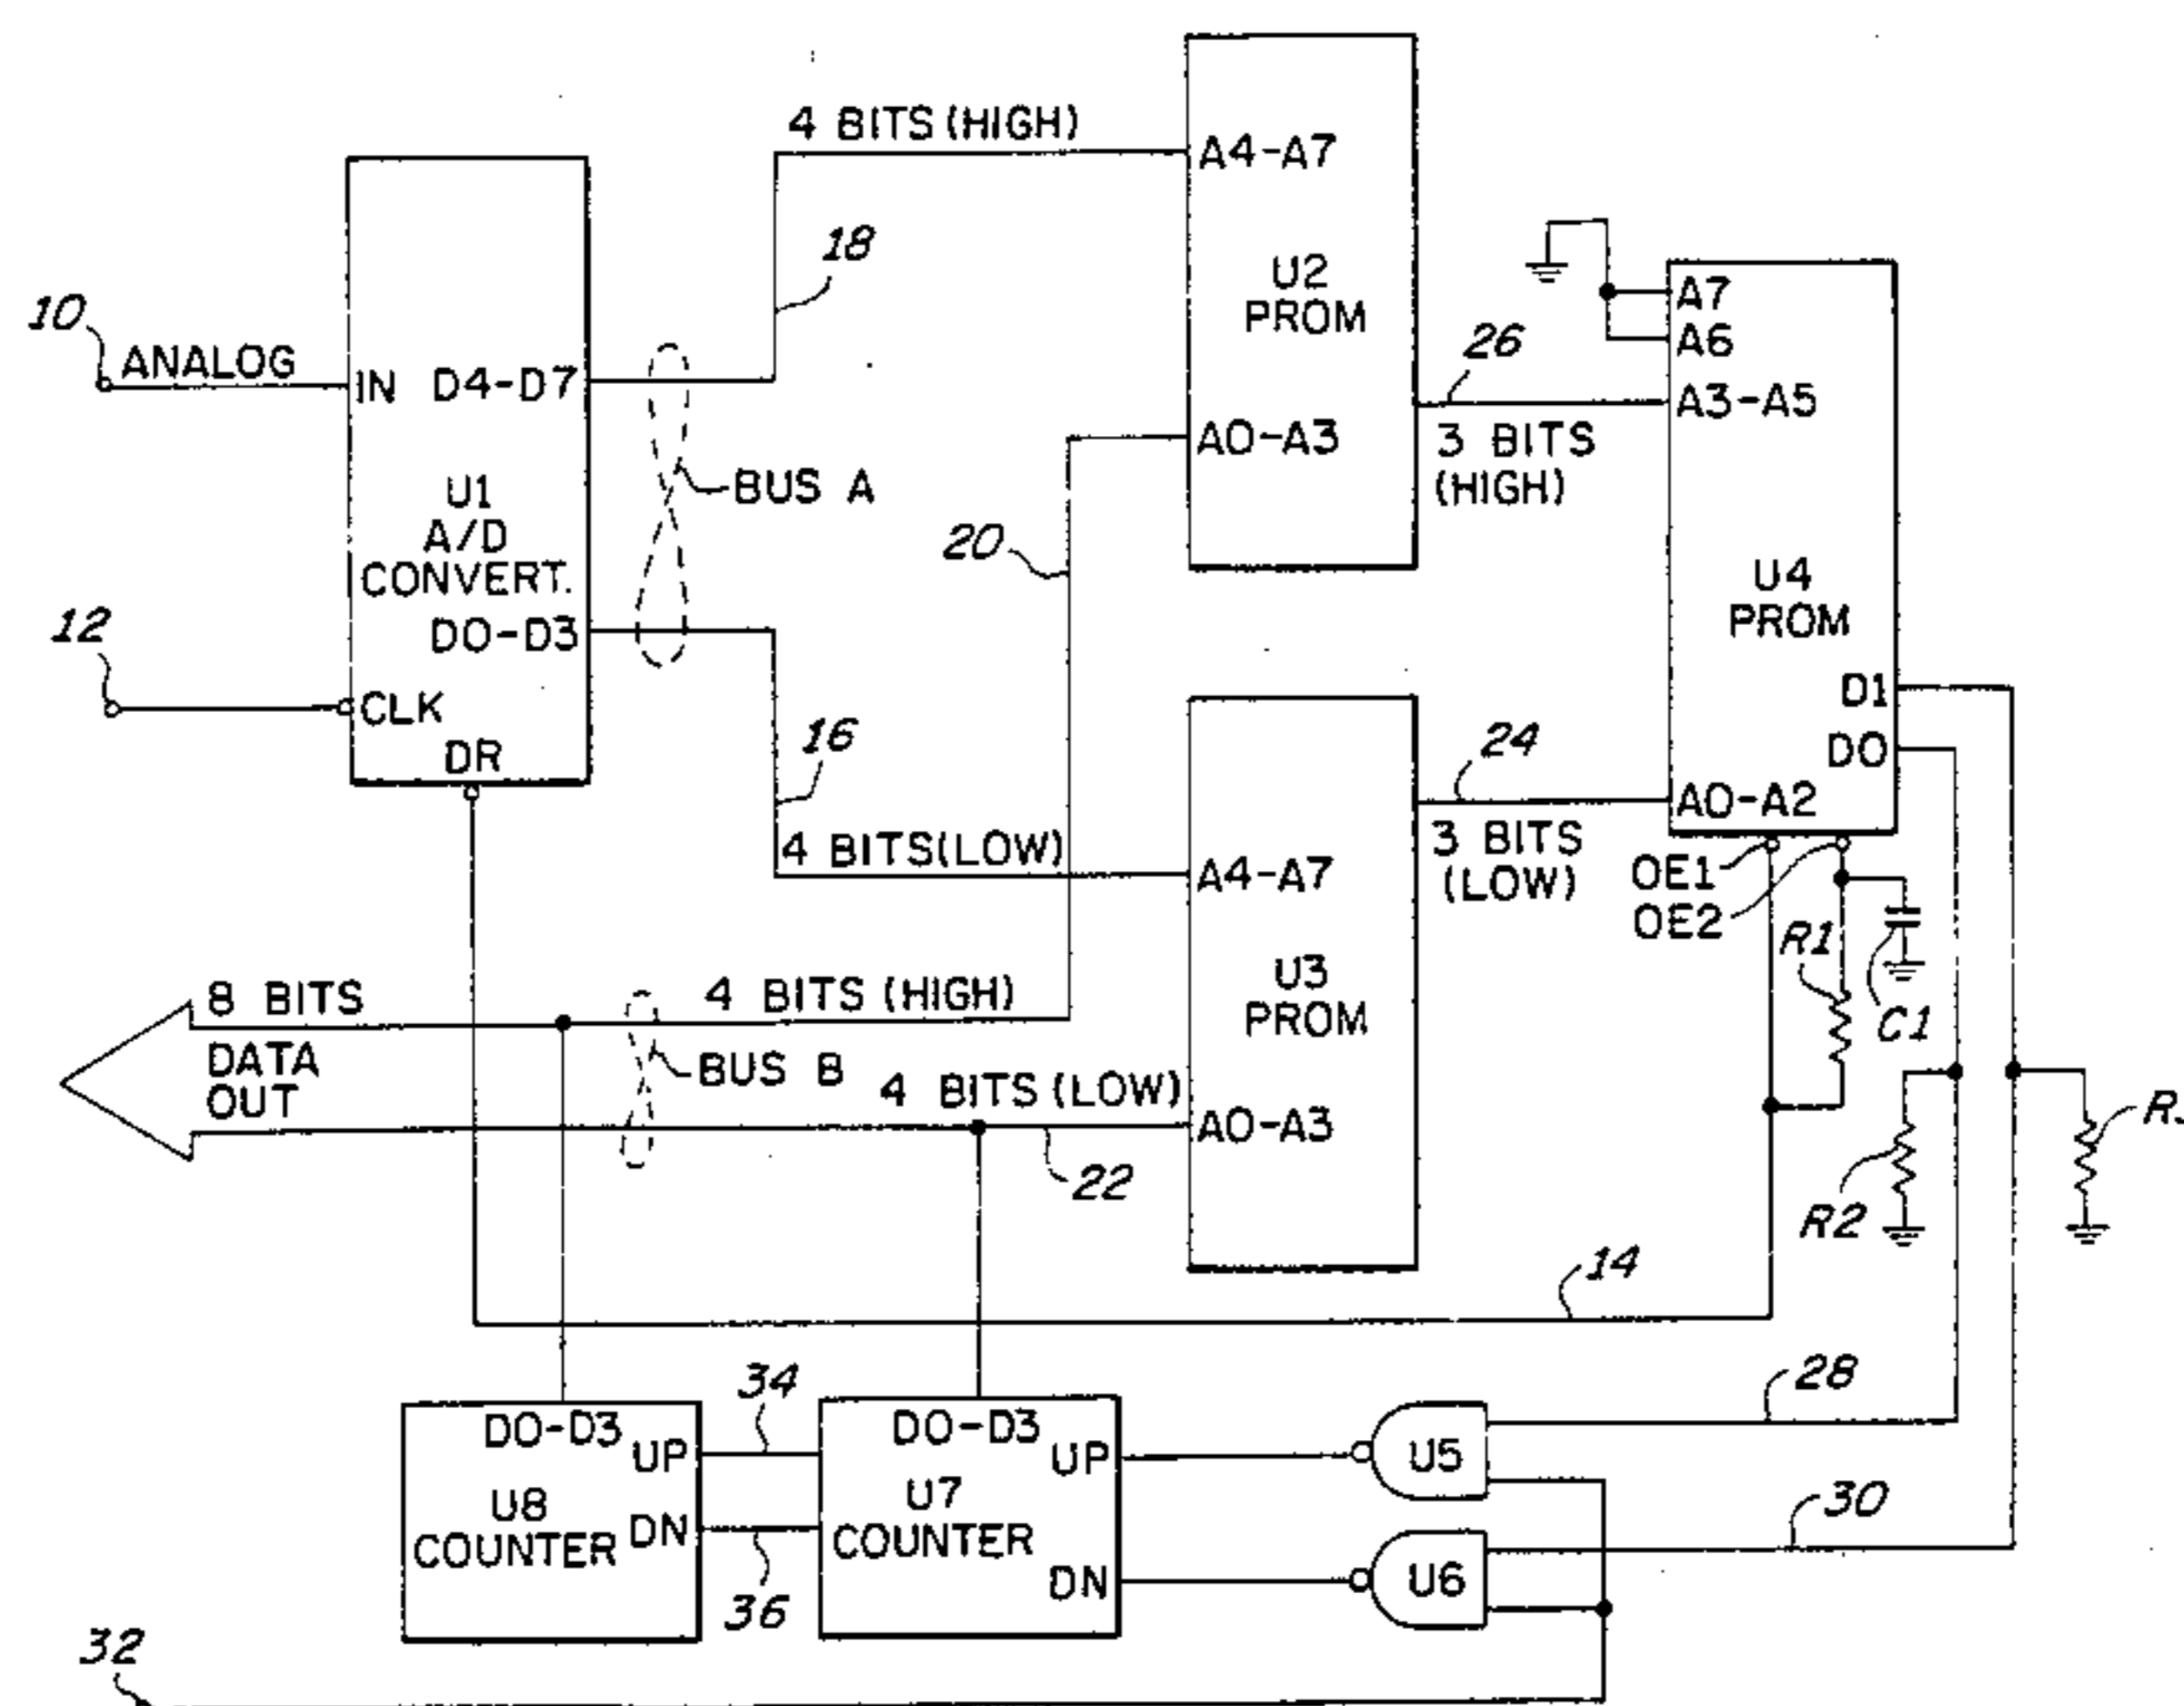 4 BITS (HIGH)
A4-A7
18
U2
PROM
10
ANALOG
IN
D4-D7
A7
A6
26
A3-A5
A0-A3
3 BITS
(HIGH)
BUS A
U1
A/D
CONVERT.
20
U4
PROM
12
D0-D3
CLK
DR
16
D1
D0
24
A0-A2
4 BITS (LOW)
A4-A7
3 BITS
(LOW)
OE1
OE2
R1
C1
U3
PROM
8 BITS
4 BITS (HIGH)
DATA
OUT
BUS B
4 BITS (LOW)
A0-A3
22
R2
14
34
28
D0-D3
UP
U8
COUNTER
DN
D0-D3
UP
U7
COUNTER
DN
U5
30
36
U6
32